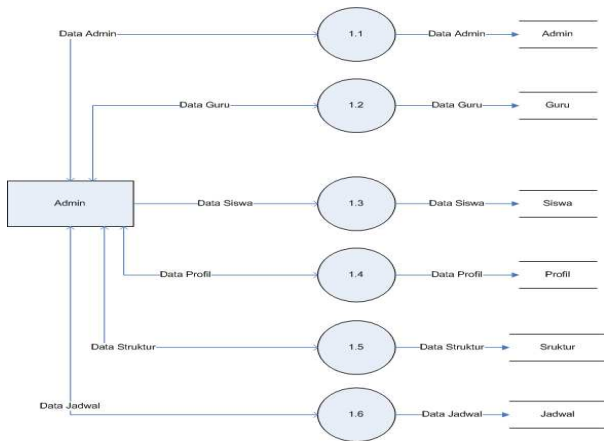 Data Admin 1.1 Data Admin Admin
Data Guru 1.2 Data Guru Guru
Admin Data Siswa 1.3 Data Siswa Siswa
Data Profil 1.4 Data Profil Profil
Data Struktur 1.5 Data Struktur Sruktur
Data Jadwal 1.6 Data Jadwal Jadwal